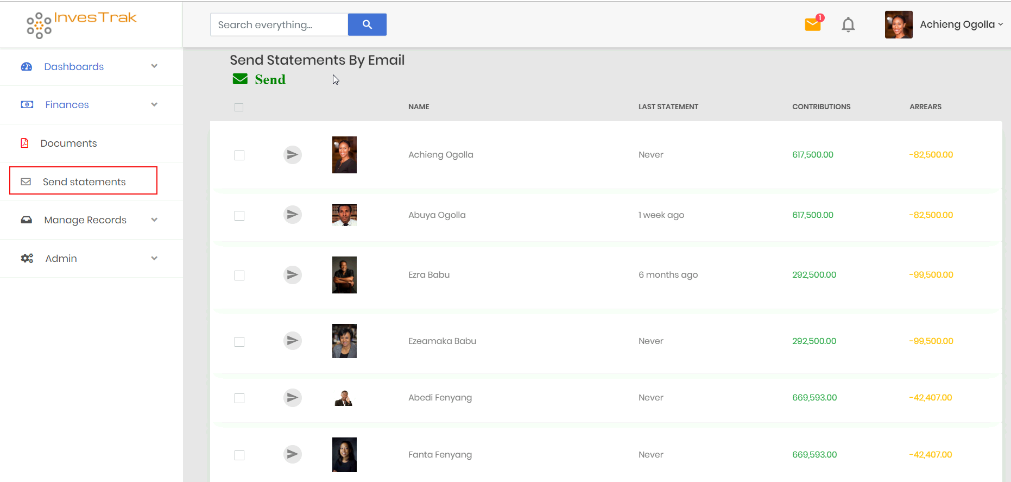 InvesTrak
Search everything...
1
Achieng Ogolla
Dashboards
Finances
Documents
Send statements
Manage Records
Admin
Send Statements By Email
Send
NAME LAST STATEMENT CONTRIBUTIONS ARREARS
Achieng Ogolla Never 617,500.00 -82,500.00
Abuya Ogolla 1 week ago 617,500.00 -82,500.00
Ezra Babu 6 months ago 292,500.00 -99,500.00
Ezeamaka Babu Never 292,500.00 -99,500.00
Abedi Fenyang Never 669,593.00 -42,407.00
Fanta Fenyang Never 669,593.00 -42,407.00